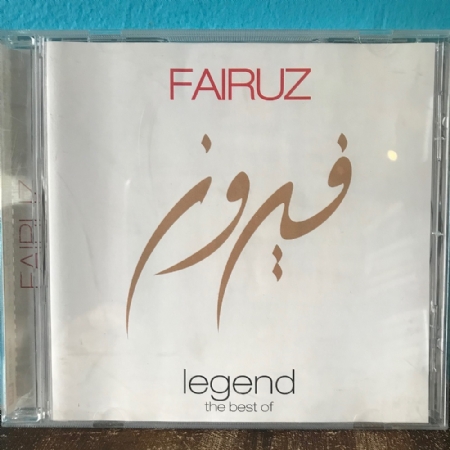 FAIRUZ
فيروز
legend
the best of
FAIRUZ